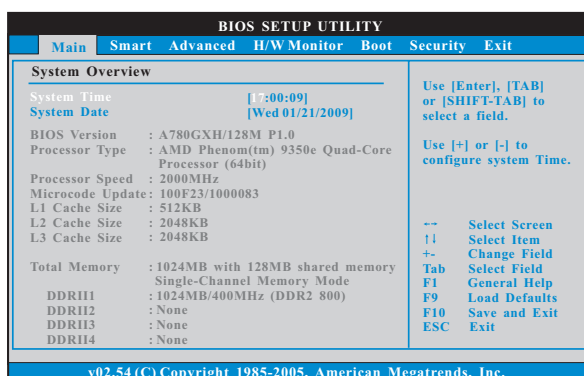 BIOS SETUP UTILITY
Main Smart Advanced H/W Monitor Boot Security Exit
System Overview
System Time [17:00:09]
System Date [Wed 01/21/2009]
BIOS Version : A780GXH/128M P1.0
Processor Type : AMD Phenom(tm) 9350e Quad-Core
Processor (64bit)
Processor Speed : 2000MHz
Microcode Update : 100F23/1000083
L1 Cache Size : 512KB
L2 Cache Size : 2048KB
L3 Cache Size : 2048KB
Total Memory : 1024MB with 128MB shared memory
Single-Channel Memory Mode
DDRII1 : 1024MB/400MHz (DDR2 800)
DDRII2 : None
DDRII3 : None
DDRII4 : None
Use [Enter], [TAB]
or [SHIFT-TAB] to
select a field.
Use [+] or [-] to
configure system Time.
←→ Select Screen
↑↓ Select Item
+- Change Field
Tab Select Field
F1 General Help
F9 Load Defaults
F10 Save and Exit
ESC Exit
v02.54 (C) Copyright 1985-2005, American Megatrends, Inc.